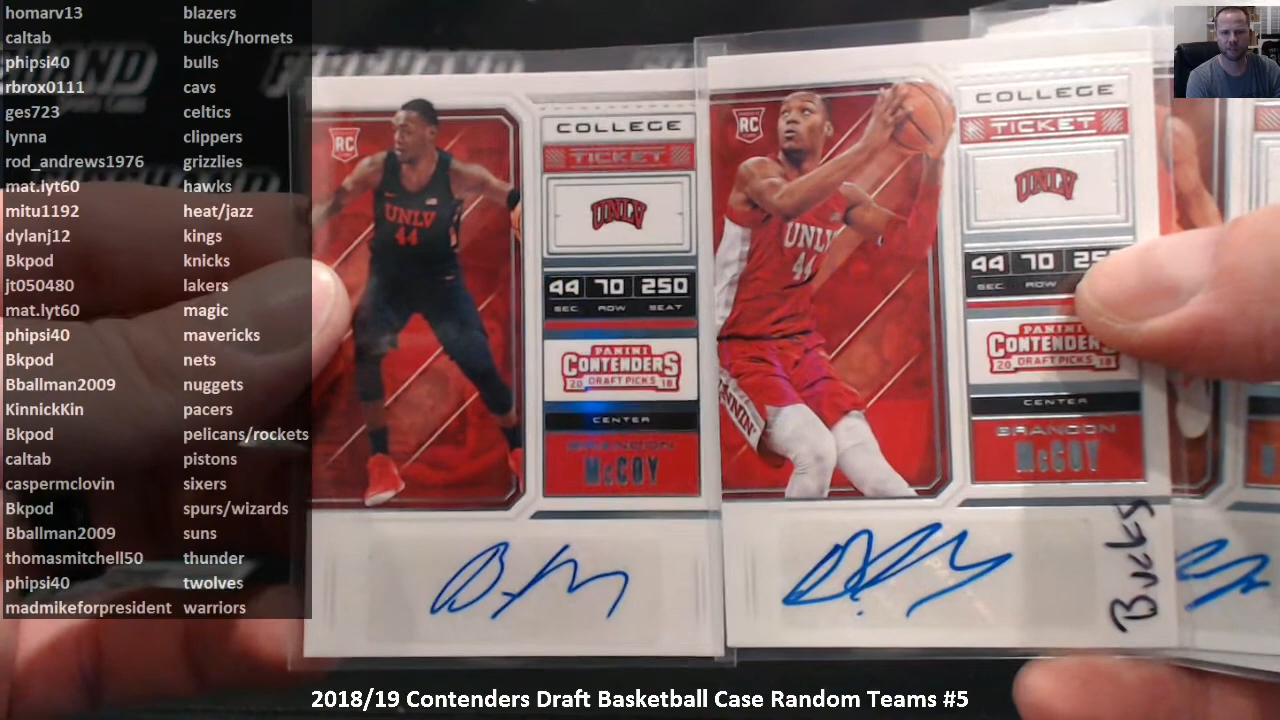 homarv13 blazers
caltab bucks/hornets
phipsi40 bulls
rbrox0111 cavs
ges723 celtics
lynna clippers
rod_andrews1976 grizzlies
mat.lyt60 hawks
mitu1192 heat/jazz
dylanj12 kings
Bkpod knicks
jt050480 lakers
mat.lyt60 magic
phipsi40 mavericks
Bkpod nets
Bballman2009 nuggets
KinnickKin pacers
Bkpod pelicans/rockets
caltab pistons
caspermclovin sixers
Bkpod spurs/wizards
Bballman2009 suns
thomasmitchell50 thunder
phipsi40 twolves
madmikeforpresident warriors
RC
COLLEGE
TICKET
UNLV
UNLV
44
44 70 250
SEC ROW SEAT
PANINI
CONTENDERS
20 DRAFT PICKS 18
CENTER
BRANDON
McCOY
RC
COLLEGE
TICKET
UNLV
UNLV
44
44 70
SEC ROW
PANINI
CONTENDERS
20 DRAFT PICKS 18
CENTER
BRANDON
McCOY
Bucks
2018/19 Contenders Draft Basketball Case Random Teams #5